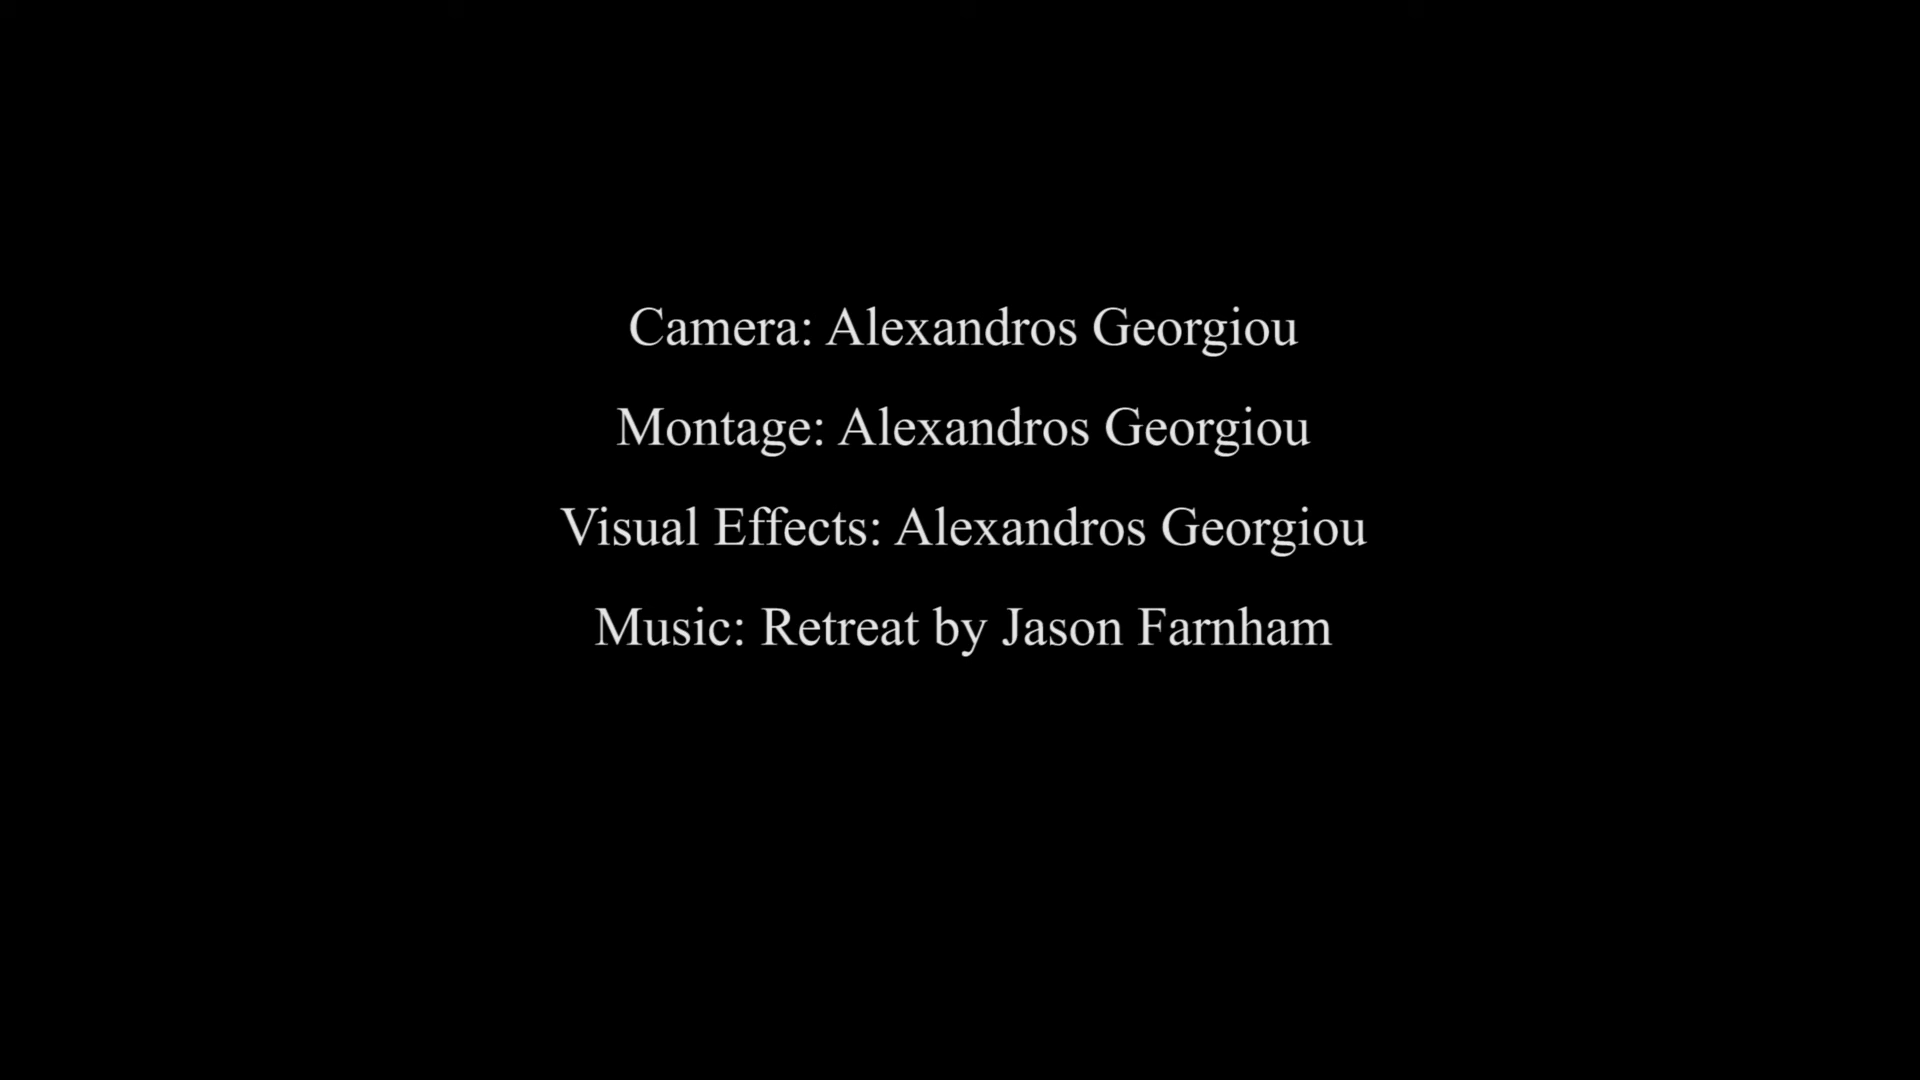 Camera: Alexandros Georgiou
Montage: Alexandros Georgiou
Visual Effects: Alexandros Georgiou
Music: Retreat by Jason Farnham